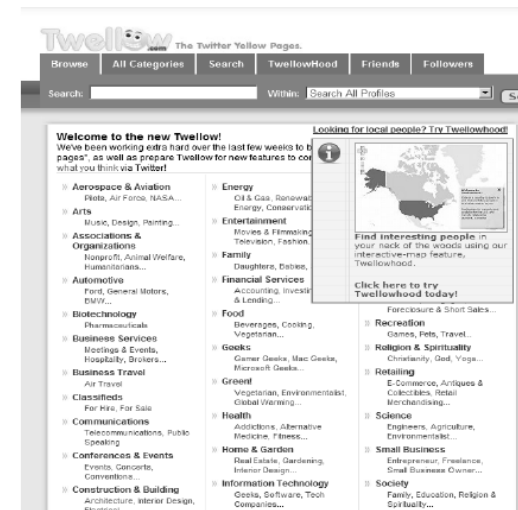 Twellow.com The Twitter Yellow Pages.
Browse All Categories Search TwellowHood Friends Followers
Search: Within: Search All Profiles
Looking for local people? Try Twellowhood!
Welcome to the new Twellow!
We've been working extra hard over the last few weeks to b
pages", as well as prepare Twellow for new features to co
what you think via Twitter!
Find interesting people in
your neck of the woods using our
interactive-map feature,
Twellowhood.
Click here to try
Twellowhood today!
» Aerospace & Aviation
Pilots, Air Force, NASA...
» Arts
Music, Design, Painting...
» Associations &
Organizations
Nonprofit, Animal Welfare,
Humanitarians...
» Automotive
Ford, General Motors,
BMW...
» Biotechnology
Pharmaceuticals
» Business Services
Meetings & Events,
Hospitality, Brokers...
» Business Travel
Air Travel
» Classifieds
For Hire, For Sale
» Communications
Telecommunications, Public
Speaking
» Conferences & Events
Events, Concerts,
Conventions...
» Construction & Building
Architecture, Interior Design,
» Energy
Oil & Gas, Renewab
Energy, Conservatio
» Entertainment
Movies & Filmmaking
Television, Fashion,
» Family
Daughters, Babies,
» Financial Services
Accounting, Investin
& Lending...
» Food
Beverages, Cooking,
Vegetarian...
» Geeks
Gamer Geeks, Mac Geeks,
Microsoft Geeks...
» Green!
Vegetarian, Environmentalist,
Global Warming...
» Health
Addictions, Alternative
Medicine, Fitness...
» Home & Garden
Real Estate, Gardening,
Interior Design...
» Information Technology
Geeks, Software, Tech
Companies...
Foreclosure & Short Sales...
» Recreation
Games, Pets, Travel...
» Religion & Spirituality
Christianity, God, Yoga...
» Retailing
E-Commerce, Antiques &
Collectibles, Retail
Merchandising...
» Science
Engineers, Agriculture,
Environmentalist...
» Small Business
Entrepreneur, Freelance,
Small Business Owner...
» Society
Family, Education, Religion &
Spirituality...